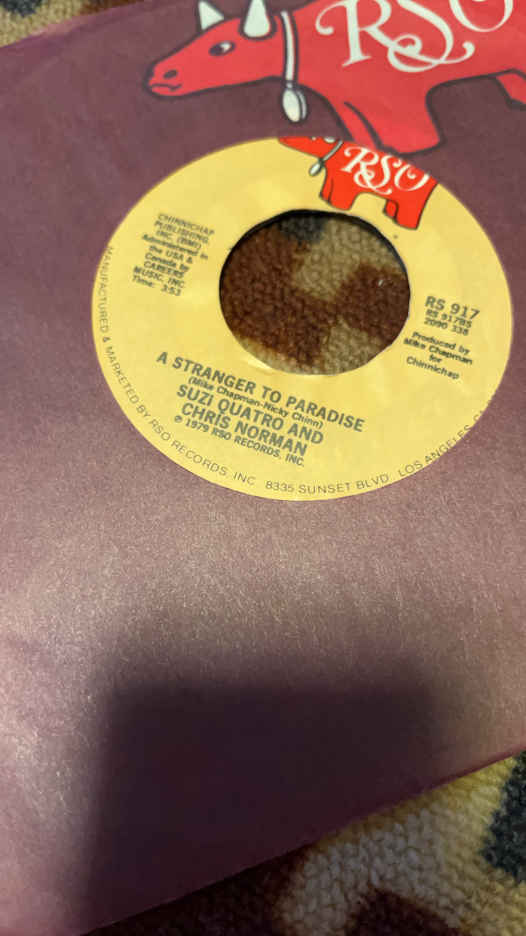 RSO
RSO
CHINNICHAP
PUBLISHING,
INC. (BMI)
Administered in
the USA &
Canada by
CAREERS
MUSIC, INC.
Time: 3:53
RS 917
RS 917BS
2090 338
Produced by
Mike Chapman
for
Chinnichap
A STRANGER TO PARADISE
(Mike Chapman-Nicky Chinn)
SUZI QUATRO AND
CHRIS NORMAN
℗ 1979 RSO RECORDS, INC.
MANUFACTURED & MARKETED BY RSO RECORDS, INC 8335 SUNSET BLVD LOS ANGELES,